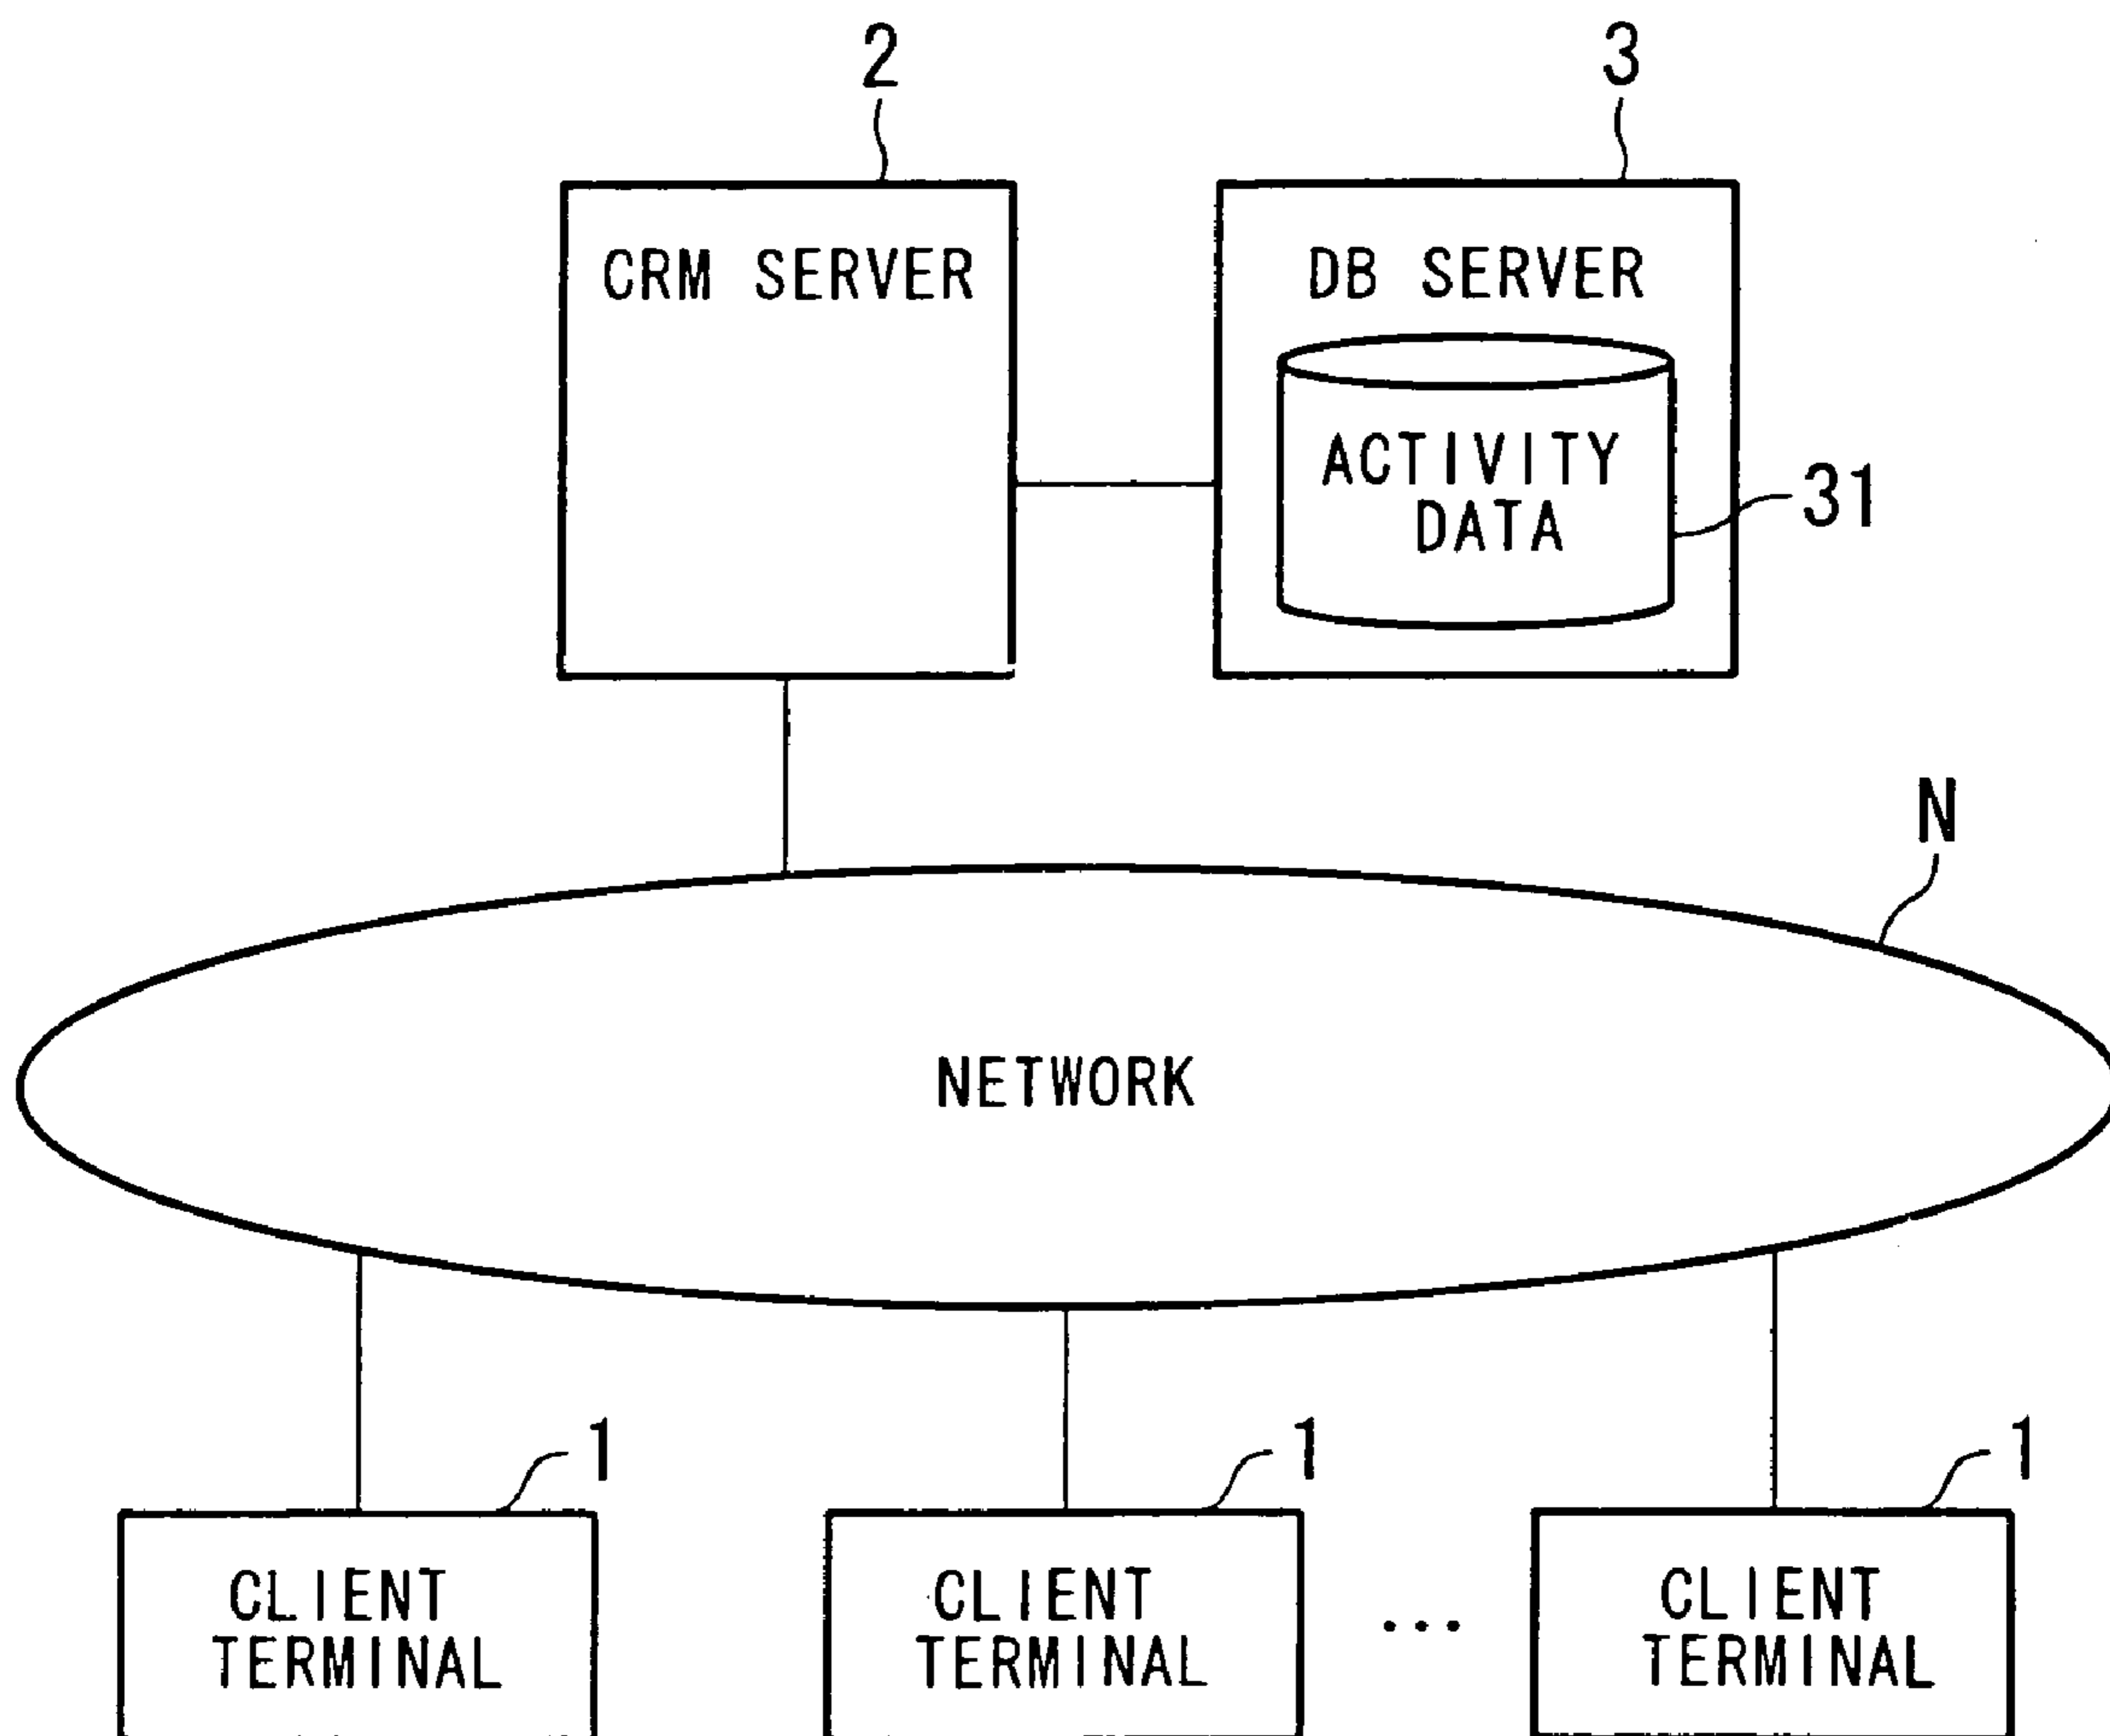 2
3
CRM SERVER
DB SERVER
ACTIVITY
DATA
31
N
NETWORK
1
1
1
CLIENT
TERMINAL
CLIENT
TERMINAL
...
CLIENT
TERMINAL